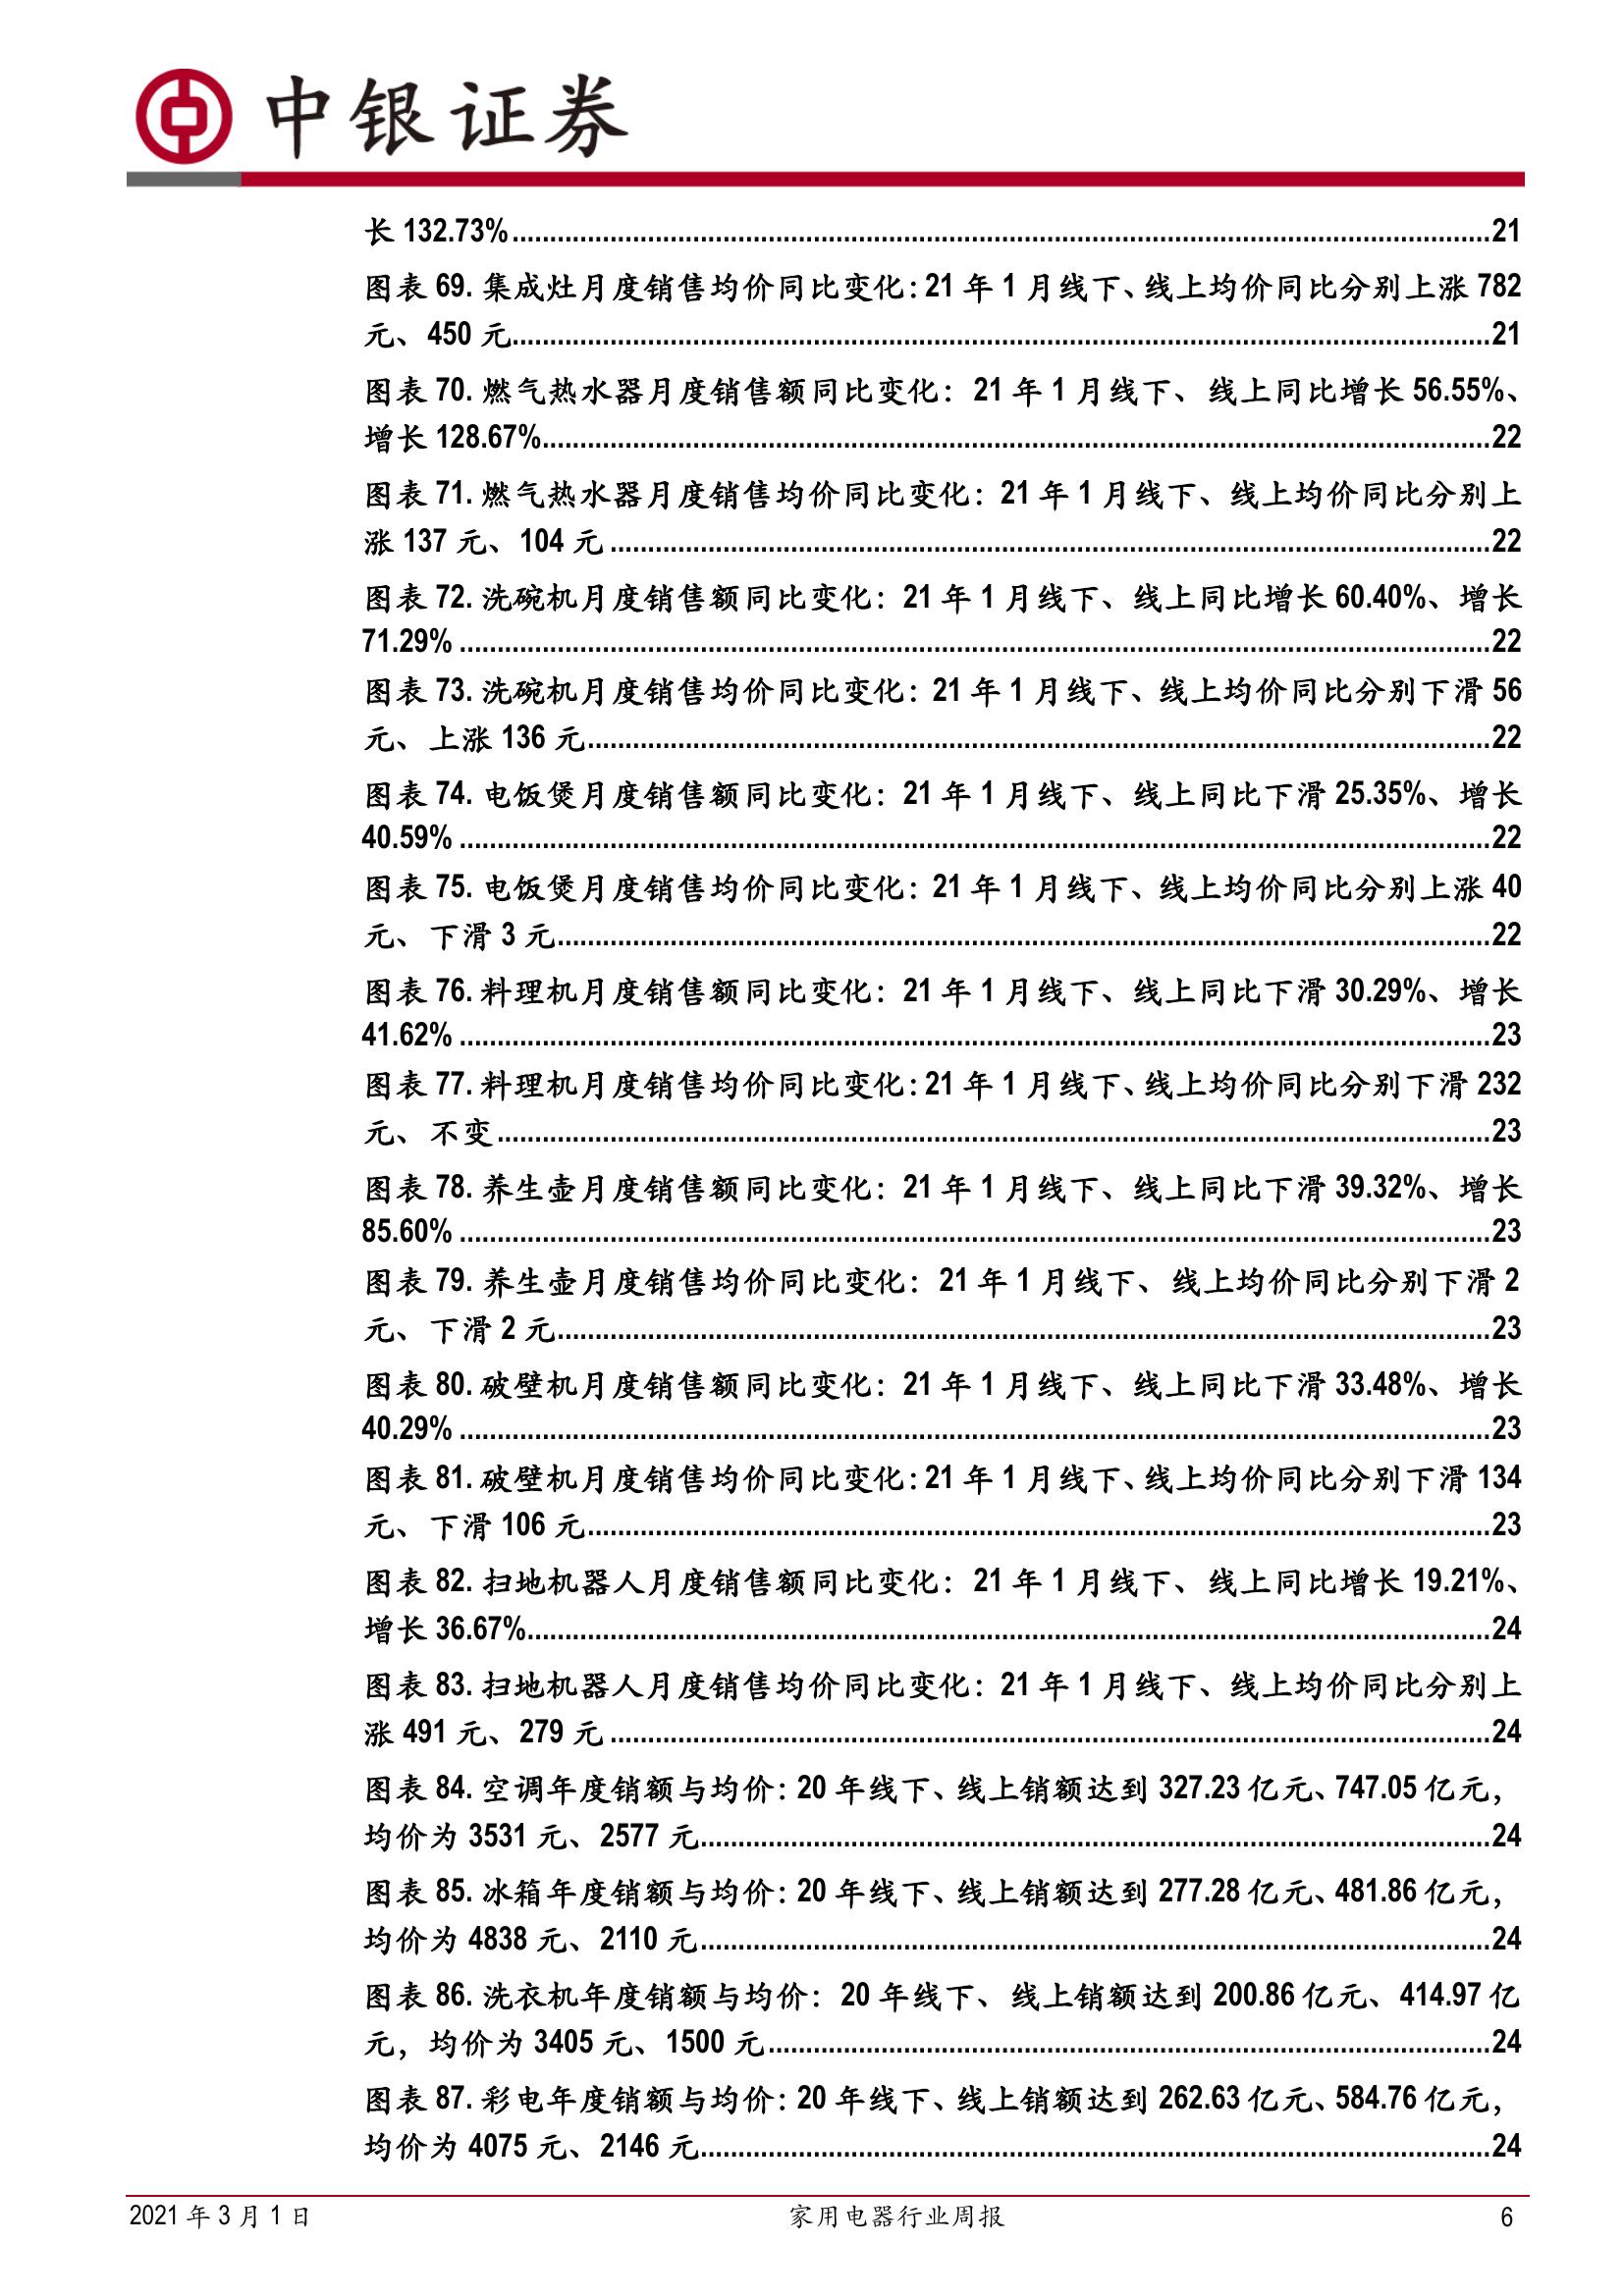 中银证券
长 132.73%......21
图表 69. 集成灶月度销售均价同比变化：21 年 1 月线下、线上均价同比分别上涨 782
元、450 元......21
图表 70. 燃气热水器月度销售额同比变化：21 年 1 月线下、线上同比增长 56.55%、
增长 128.67%......22
图表 71. 燃气热水器月度销售均价同比变化：21 年 1 月线下、线上均价同比分别上
涨 137 元、104 元......22
图表 72. 洗碗机月度销售额同比变化：21 年 1 月线下、线上同比增长 60.40%、增长
71.29%......22
图表 73. 洗碗机月度销售均价同比变化：21 年 1 月线下、线上均价同比分别下滑 56
元、上涨 136 元......22
图表 74. 电饭煲月度销售额同比变化：21 年 1 月线下、线上同比下滑 25.35%、增长
40.59%......22
图表 75. 电饭煲月度销售均价同比变化：21 年 1 月线下、线上均价同比分别上涨 40
元、下滑 3 元......22
图表 76. 料理机月度销售额同比变化：21 年 1 月线下、线上同比下滑 30.29%、增长
41.62%......23
图表 77. 料理机月度销售均价同比变化：21 年 1 月线下、线上均价同比分别下滑 232
元、不变......23
图表 78. 养生壶月度销售额同比变化：21 年 1 月线下、线上同比下滑 39.32%、增长
85.60%......23
图表 79. 养生壶月度销售均价同比变化：21 年 1 月线下、线上均价同比分别下滑 2
元、下滑 2 元......23
图表 80. 破壁机月度销售额同比变化：21 年 1 月线下、线上同比下滑 33.48%、增长
40.29%......23
图表 81. 破壁机月度销售均价同比变化：21 年 1 月线下、线上均价同比分别下滑 134
元、下滑 106 元......23
图表 82. 扫地机器人月度销售额同比变化：21 年 1 月线下、线上同比增长 19.21%、
增长 36.67%......24
图表 83. 扫地机器人月度销售均价同比变化：21 年 1 月线下、线上均价同比分别上
涨 491 元、279 元......24
图表 84. 空调年度销额与均价：20 年线下、线上销额达到 327.23 亿元、747.05 亿元，
均价为 3531 元、2577 元......24
图表 85. 冰箱年度销额与均价：20 年线下、线上销额达到 277.28 亿元、481.86 亿元，
均价为 4838 元、2110 元......24
图表 86. 洗衣机年度销额与均价：20 年线下、线上销额达到 200.86 亿元、414.97 亿
元，均价为 3405 元、1500 元......24
图表 87. 彩电年度销额与均价：20 年线下、线上销额达到 262.63 亿元、584.76 亿元，
均价为 4075 元、2146 元......24
2021 年 3 月 1 日 家用电器行业周报 6